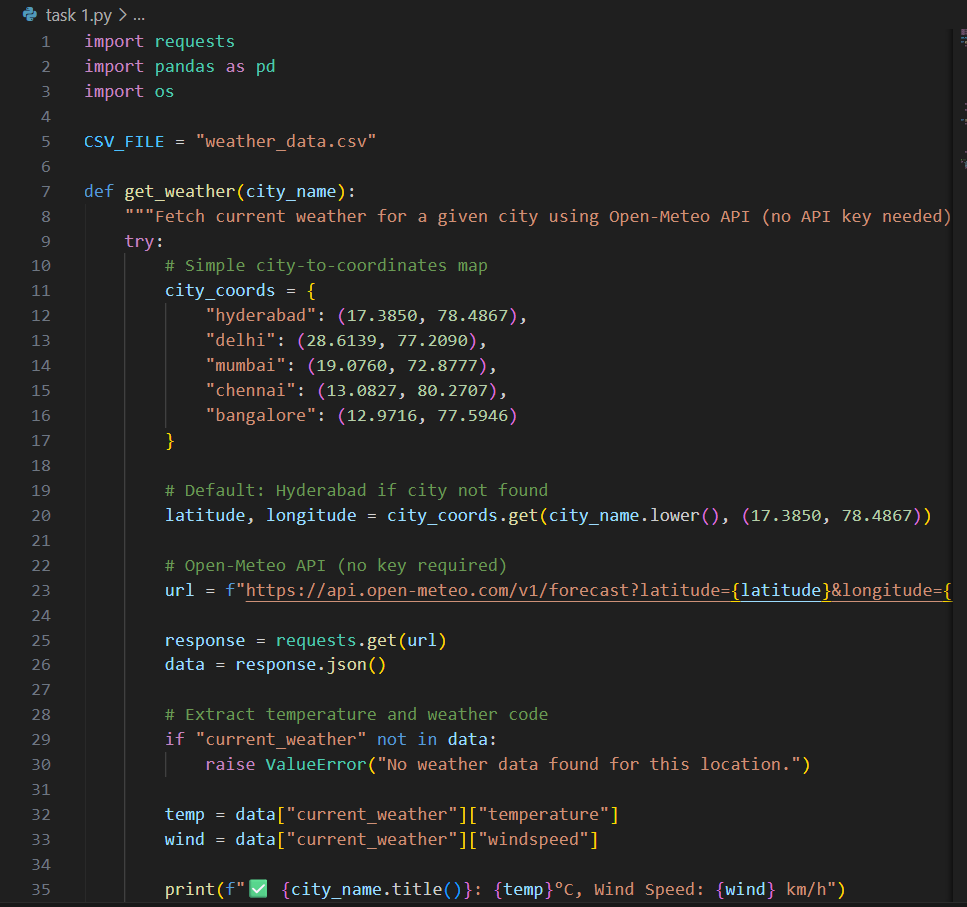 task 1.py > ...
1 import requests
2 import pandas as pd
3 import os
4
5 CSV_FILE = "weather_data.csv"
6
7 def get_weather(city_name):
8     """Fetch current weather for a given city using Open-Meteo API (no API key needed)
9     try:
10         # Simple city-to-coordinates map
11         city_coords = {
12             "hyderabad": (17.3850, 78.4867),
13             "delhi": (28.6139, 77.2090),
14             "mumbai": (19.0760, 72.8777),
15             "chennai": (13.0827, 80.2707),
16             "bangalore": (12.9716, 77.5946)
17         }
18
19         # Default: Hyderabad if city not found
20         latitude, longitude = city_coords.get(city_name.lower(), (17.3850, 78.4867))
21
22         # Open-Meteo API (no key required)
23         url = f"https://api.open-meteo.com/v1/forecast?latitude={latitude}&longitude={
24
25         response = requests.get(url)
26         data = response.json()
27
28         # Extract temperature and weather code
29         if "current_weather" not in data:
30             raise ValueError("No weather data found for this location.")
31
32         temp = data["current_weather"]["temperature"]
33         wind = data["current_weather"]["windspeed"]
34
35         print(f"✅ {city_name.title()}: {temp}°C, Wind Speed: {wind} km/h")